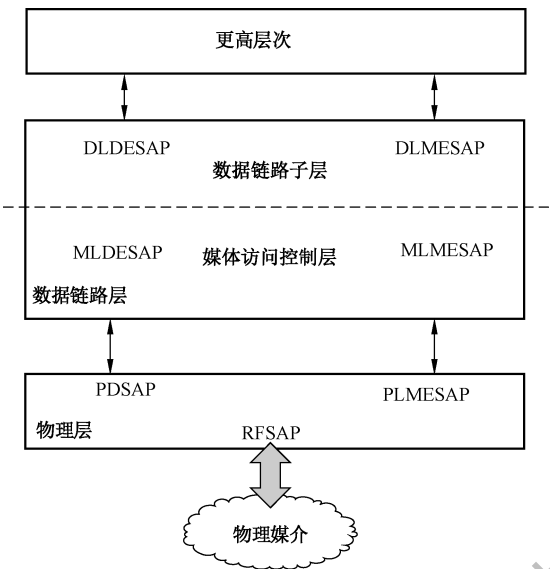 更高层次
DLDESAP
DLMESAP
数据链路子层
MLDESAP
媒体访问控制层
MLMESAP
数据链路层
PDSAP
PLMESAP
物理层
RFSAP
物理媒介